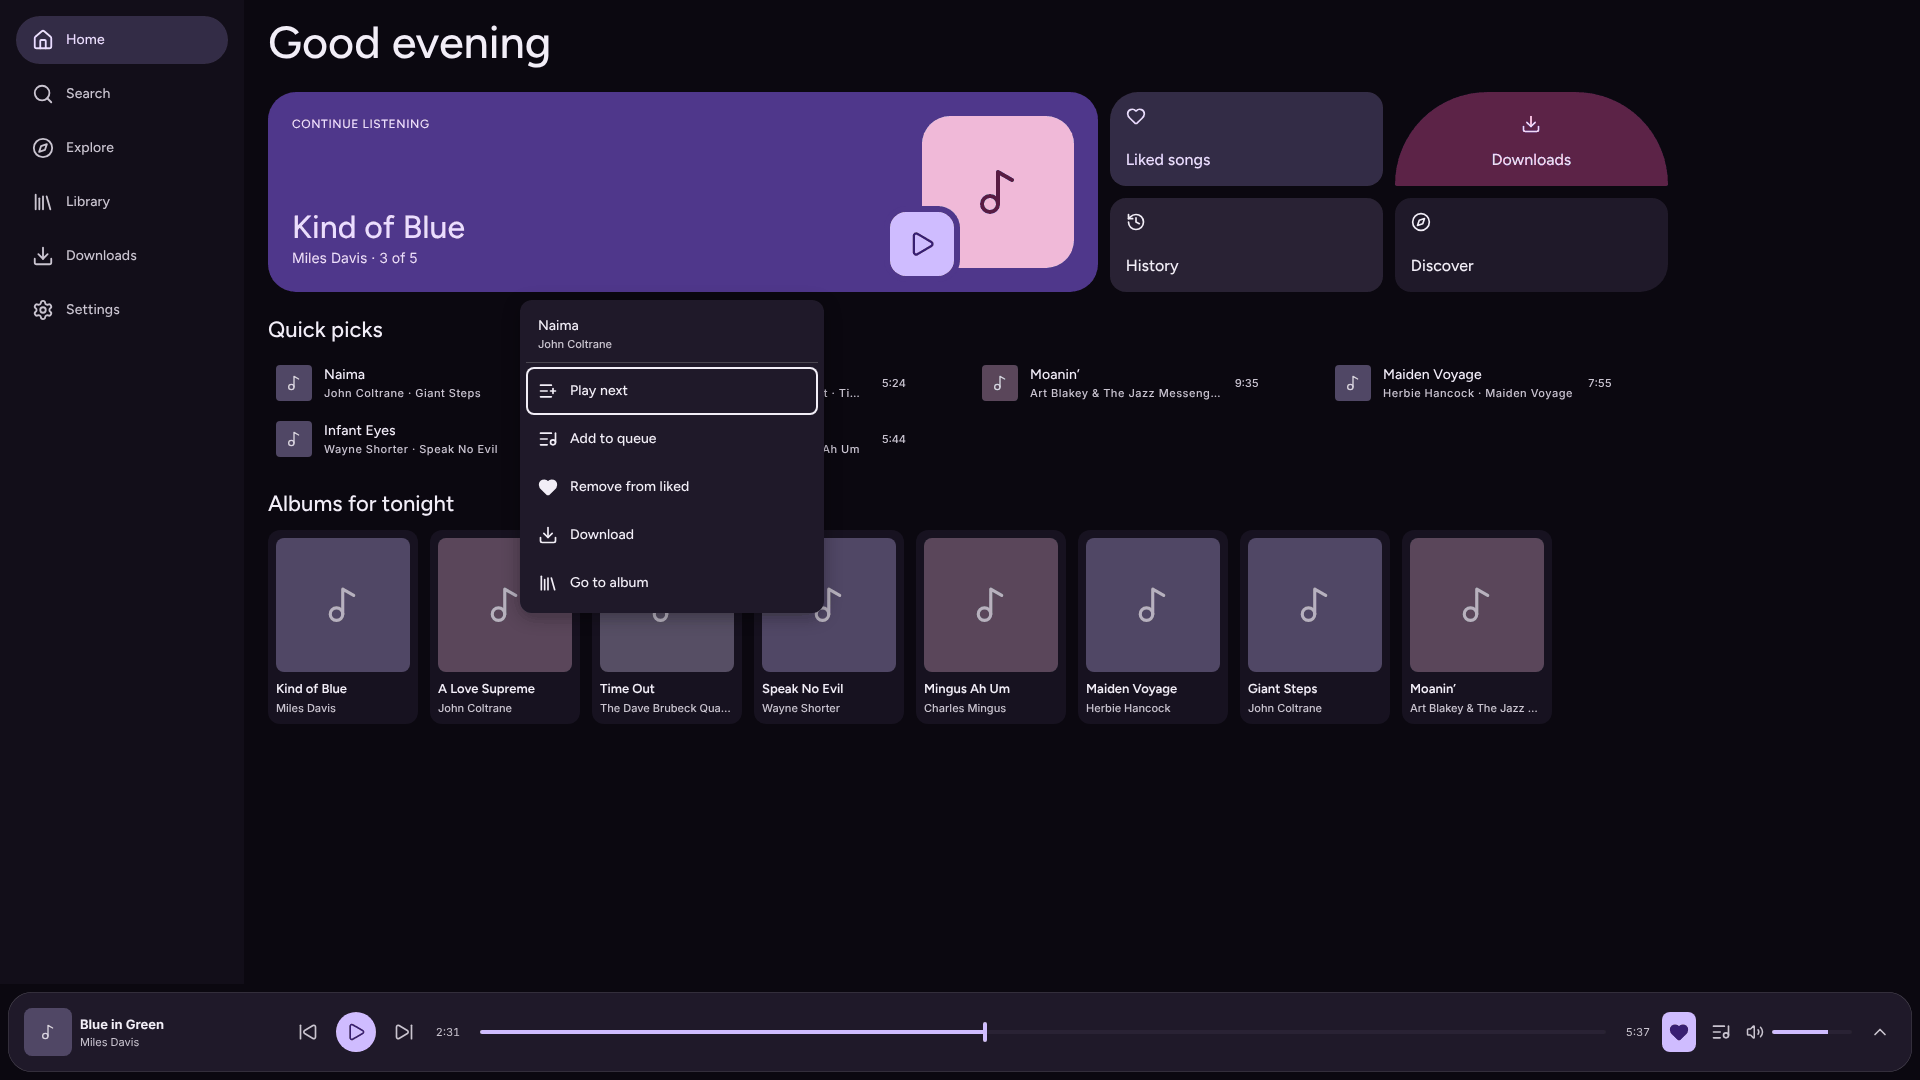 Home
Search
Explore
Library
Downloads
Settings
Good evening
CONTINUE LISTENING
Kind of Blue
Miles Davis · 3 of 5
Liked songs
Downloads
History
Discover
Quick picks
Naima
John Coltrane · Giant Steps
Infant Eyes
Wayne Shorter · Speak No Evil
Naima
John Coltrane
Play next
Add to queue
Remove from liked
Download
Go to album
t · Ti...
5:24
Ah Um
5:44
Moanin’
Art Blakey & The Jazz Messeng...
9:35
Maiden Voyage
Herbie Hancock · Maiden Voyage
7:55
Albums for tonight
Kind of Blue
Miles Davis
A Love Supreme
John Coltrane
Time Out
The Dave Brubeck Qua...
Speak No Evil
Wayne Shorter
Mingus Ah Um
Charles Mingus
Maiden Voyage
Herbie Hancock
Giant Steps
John Coltrane
Moanin’
Art Blakey & The Jazz ...
Blue in Green
Miles Davis
2:31
5:37